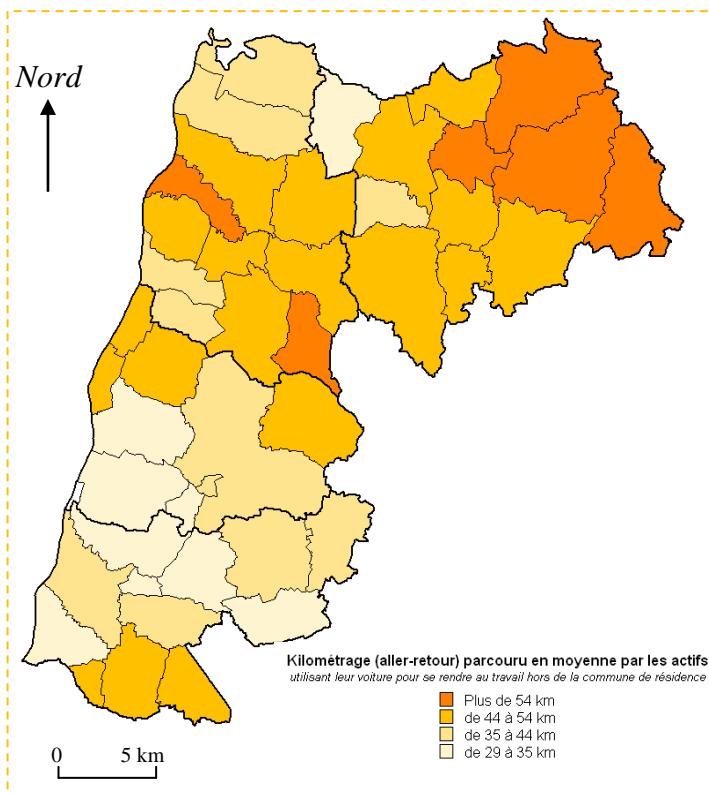 Nord
Kilométrage (aller-retour) parcouru en moyenne par les actifs
utilisant leur voiture pour se rendre au travail hors de la commune de résidence
Plus de 54 km
de 44 à 54 km
de 35 à 44 km
de 29 à 35 km
0 5 km